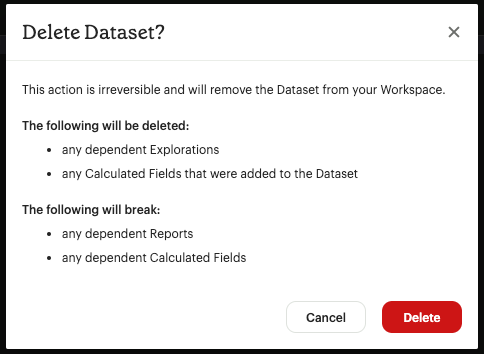 Delete Dataset?
This action is irreversible and will remove the Dataset from your Workspace.
The following will be deleted:
• any dependent Explorations
• any Calculated Fields that were added to the Dataset
The following will break:
• any dependent Reports
• any dependent Calculated Fields
Cancel Delete